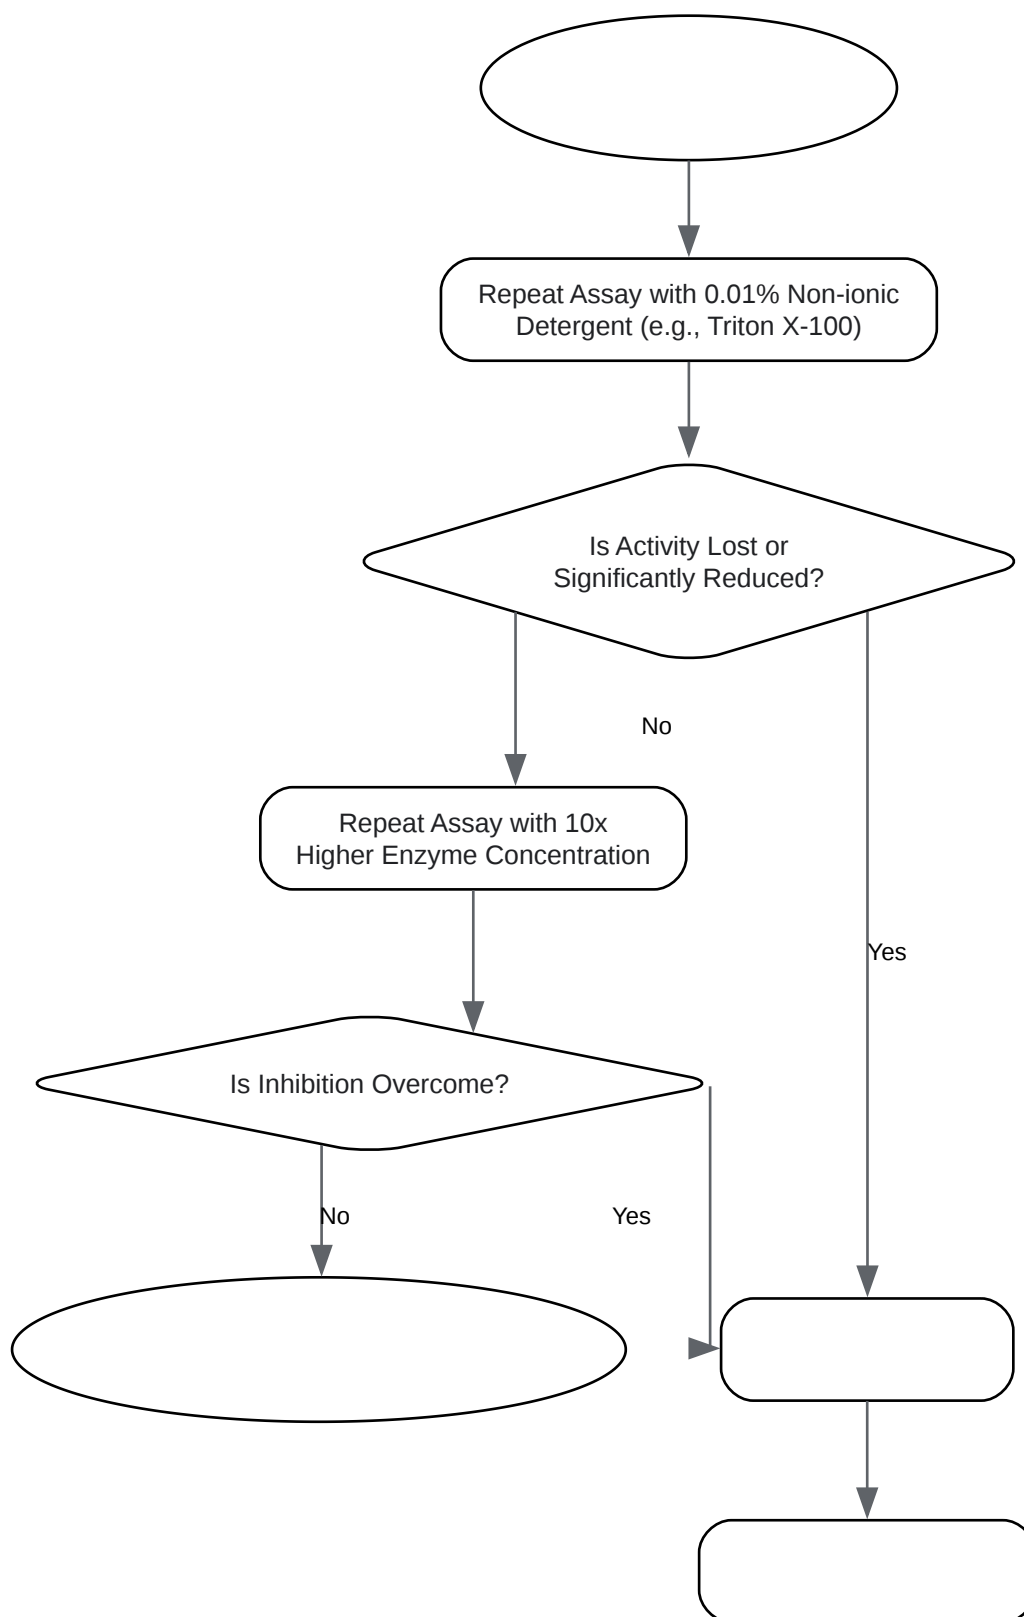 Repeat Assay with 0.01% Non-ionic
Detergent (e.g., Triton X-100)
Is Activity Lost or
Significantly Reduced?
No
Repeat Assay with 10x
Higher Enzyme Concentration
Yes
Is Inhibition Overcome?
No
Yes